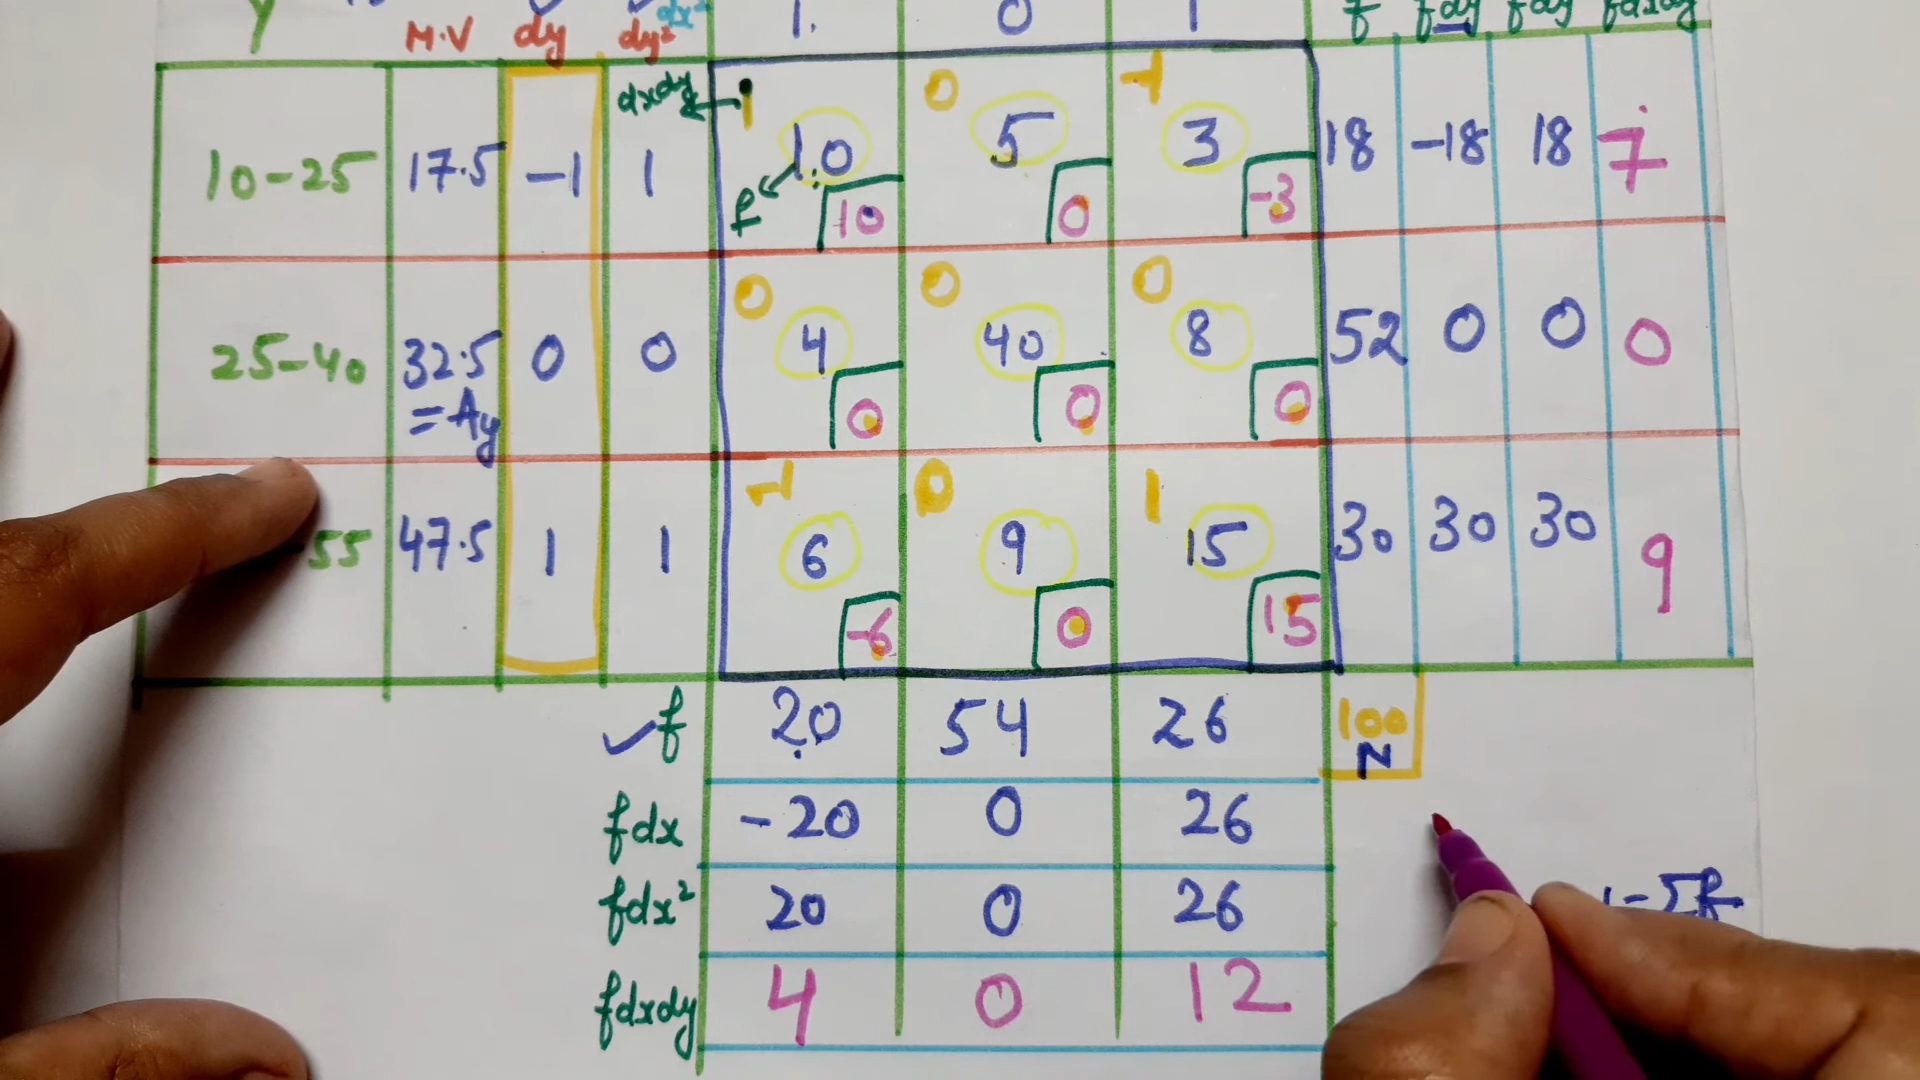 y M.V dy dy² dx² 1. 0 1 f fdy fdy fdxdy
dxdy 1 0 -1
10-25 17.5 -1 1 10 5 3 18 -18 18 7
f 10 0 -3
0 0 0
25-40 32.5 0 0 4 40 8 52 0 0 0
= Ay 0 0 0
-1 0 1
55 47.5 1 1 6 9 15 30 30 30 9
-6 0 15
f 20 54 26 100
N
fdx -20 0 26
fdx² 20 0 26
fdxdy 4 0 12